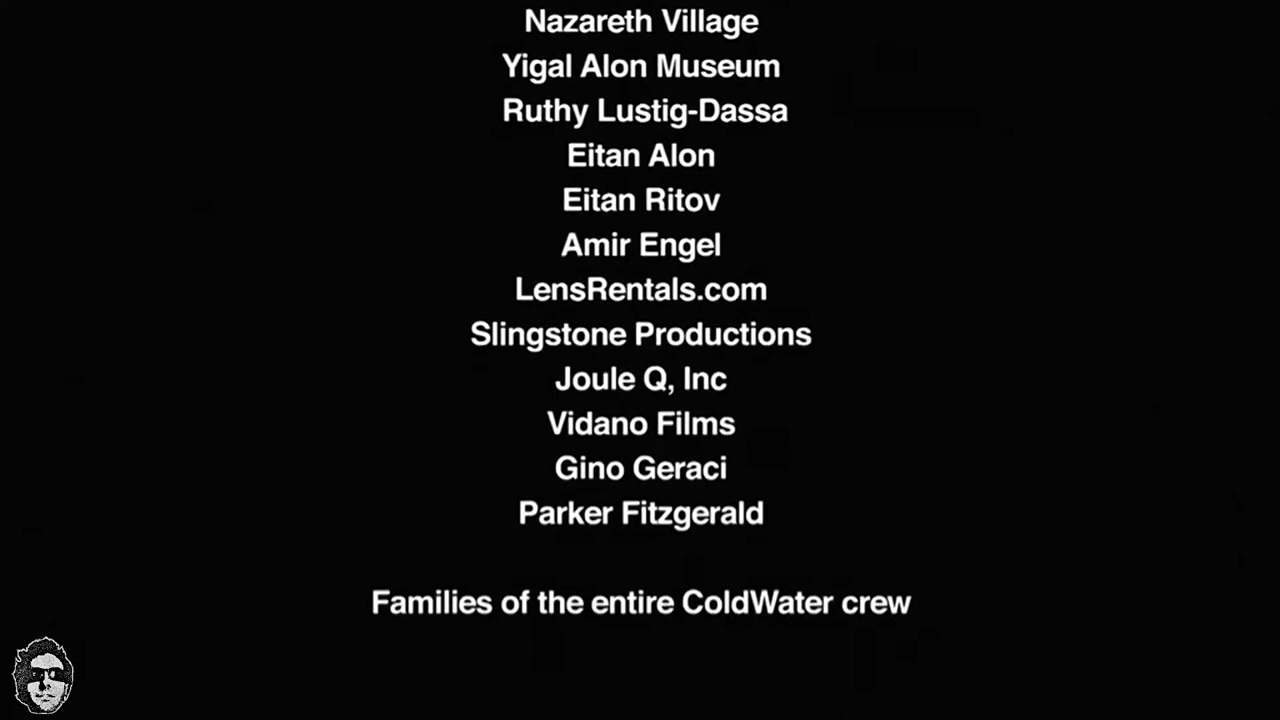 Nazareth Village
Yigal Alon Museum
Ruthy Lustig-Dassa
Eitan Alon
Eitan Ritov
Amir Engel
LensRentals.com
Slingstone Productions
Joule Q, Inc
Vidano Films
Gino Geraci
Parker Fitzgerald
Families of the entire ColdWater crew